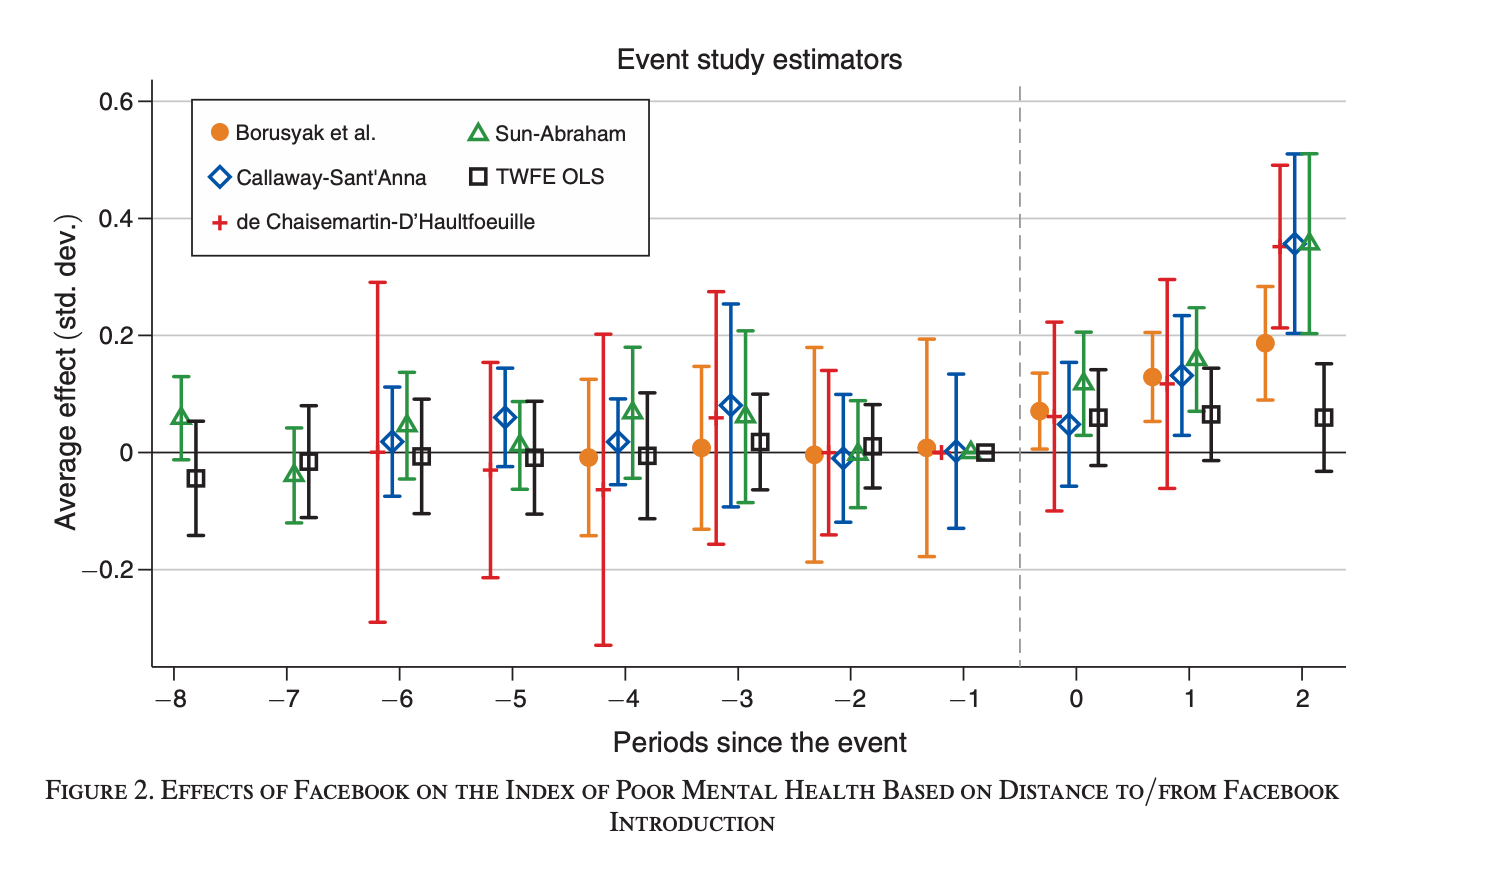 Event study estimators
Borusyak et al.
Sun-Abraham
Callaway-Sant'Anna
TWFE OLS
de Chaisemartin-D’Haultfoeuille
Average effect (std. dev.)
0.6
0.4
0.2
0
−0.2
−8 −7 −6 −5 −4 −3 −2 −1 0 1 2
Periods since the event
Figure 2. Effects of Facebook on the Index of Poor Mental Health Based on Distance to/from Facebook
Introduction